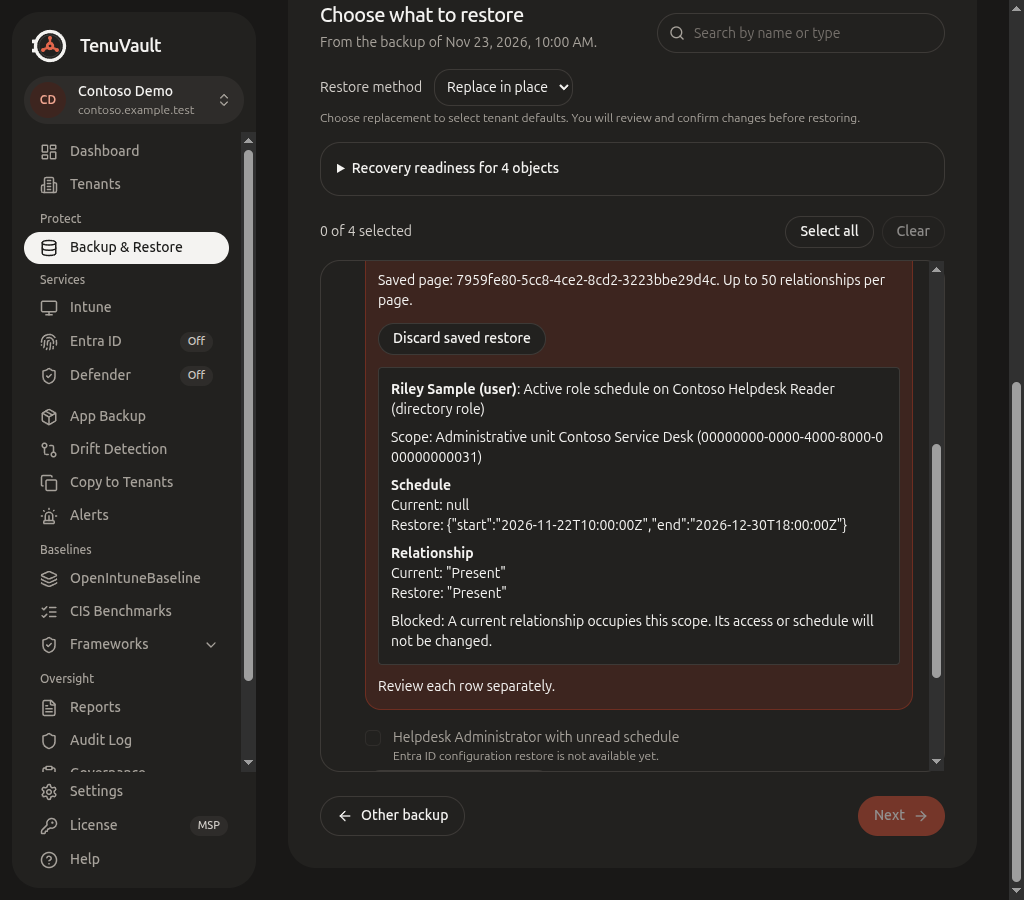 TenuVault
CD
Contoso Demo
contoso.example.test
Dashboard
Tenants
Protect
Backup & Restore
Services
Intune
Entra ID
Off
Defender
Off
App Backup
Drift Detection
Copy to Tenants
Alerts
Baselines
OpenIntuneBaseline
CIS Benchmarks
Frameworks
Oversight
Reports
Audit Log
Governance
Settings
License
MSP
Help
Choose what to restore
From the backup of Nov 23, 2026, 10:00 AM.
Search by name or type
Restore method
Replace in place
Choose replacement to select tenant defaults. You will review and confirm changes before restoring.
Recovery readiness for 4 objects
0 of 4 selected
Select all
Clear
Saved page: 7959fe80-5cc8-4ce2-8cd2-3223bbe29d4c. Up to 50 relationships per
page.
Discard saved restore
Riley Sample (user): Active role schedule on Contoso Helpdesk Reader
(directory role)
Scope: Administrative unit Contoso Service Desk (00000000-0000-4000-8000-0
00000000031)
Schedule
Current: null
Restore: {"start":"2026-11-22T10:00:00Z","end":"2026-12-30T18:00:00Z"}
Relationship
Current: "Present"
Restore: "Present"
Blocked: A current relationship occupies this scope. Its access or schedule will
not be changed.
Review each row separately.
Helpdesk Administrator with unread schedule
Entra ID configuration restore is not available yet.
Other backup
Next